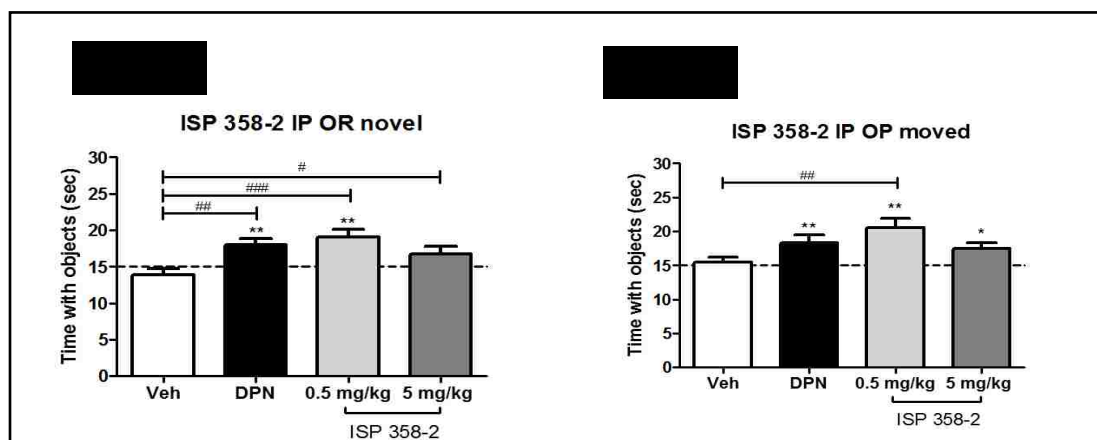 ISP 358-2 IP OR novel
Time with objects (sec)
30
25
20
15
10
5
0
#
###
##
**
**
Veh
DPN
0.5 mg/kg
5 mg/kg
ISP 358-2
ISP 358-2 IP OP moved
Time with objects (sec)
30
25
20
15
10
5
0
##
**
**
*
Veh
DPN
0.5 mg/kg
5 mg/kg
ISP 358-2